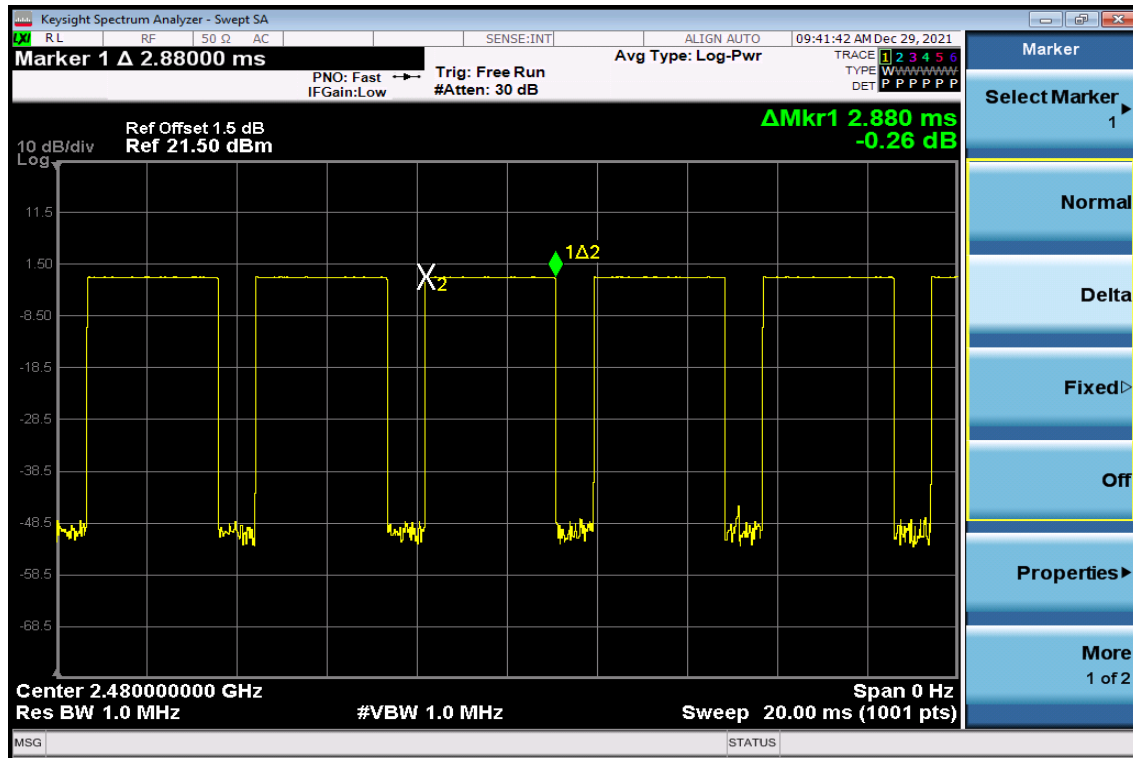 Keysight Spectrum Analyzer - Swept SA
LXI RL RF 50 Ω AC SENSE:INT ALIGN AUTO 09:41:42 AM Dec 29, 2021
Marker 1 Δ 2.88000 ms
PNO: Fast
IFGain:Low
Trig: Free Run
#Atten: 30 dB
Avg Type: Log-Pwr
TRACE 1 2 3 4 5 6
TYPE WWWWWW
DET P P P P P P
ΔMkr1 2.880 ms
-0.26 dB
Ref Offset 1.5 dB
10 dB/div Ref 21.50 dBm
Log
11.5
1.50
-8.50
-18.5
-28.5
-38.5
-48.5
-58.5
-68.5
X2
1Δ2
Center 2.480000000 GHz Span 0 Hz
Res BW 1.0 MHz #VBW 1.0 MHz Sweep 20.00 ms (1001 pts)
MSG STATUS
Marker
Select Marker
1
Normal
Delta
Fixed
Off
Properties
More
1 of 2